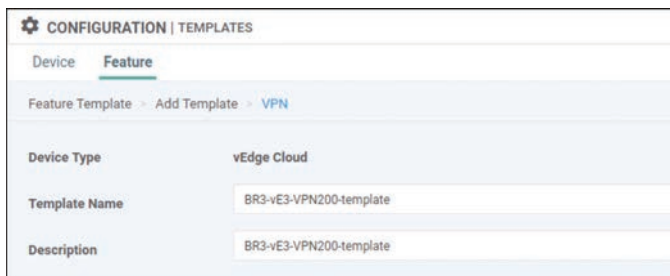 CONFIGURATION | TEMPLATES
Device Feature
Feature Template > Add Template > VPN
Device Type vEdge Cloud
Template Name BR3-vE3-VPN200-template
Description BR3-vE3-VPN200-template